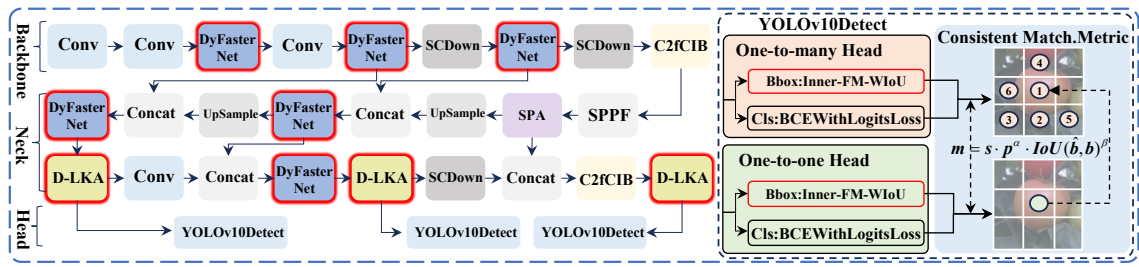 Backbone
Conv
Conv
DyFaster
Net
Conv
DyFaster
Net
SCDown
DyFaster
Net
SCDown
C2fCIB
Neck
DyFaster
Net
Concat
UpSample
DyFaster
Net
Concat
UpSample
SPA
SPPF
D-LKA
Conv
Concat
DyFaster
Net
D-LKA
SCDown
Concat
C2fCIB
D-LKA
Head
YOLOv10Detect
YOLOv10Detect
YOLOv10Detect
YOLOv10Detect
One-to-many Head
Bbox:Inner-FM-WIoU
Cls:BCEWithLogitsLoss
One-to-one Head
Bbox:Inner-FM-WIoU
Cls:BCEWithLogitsLoss
Consistent Match.Metric
4
6 1
3 2 5
m = s · p^α · IoU(b̂,b)^β